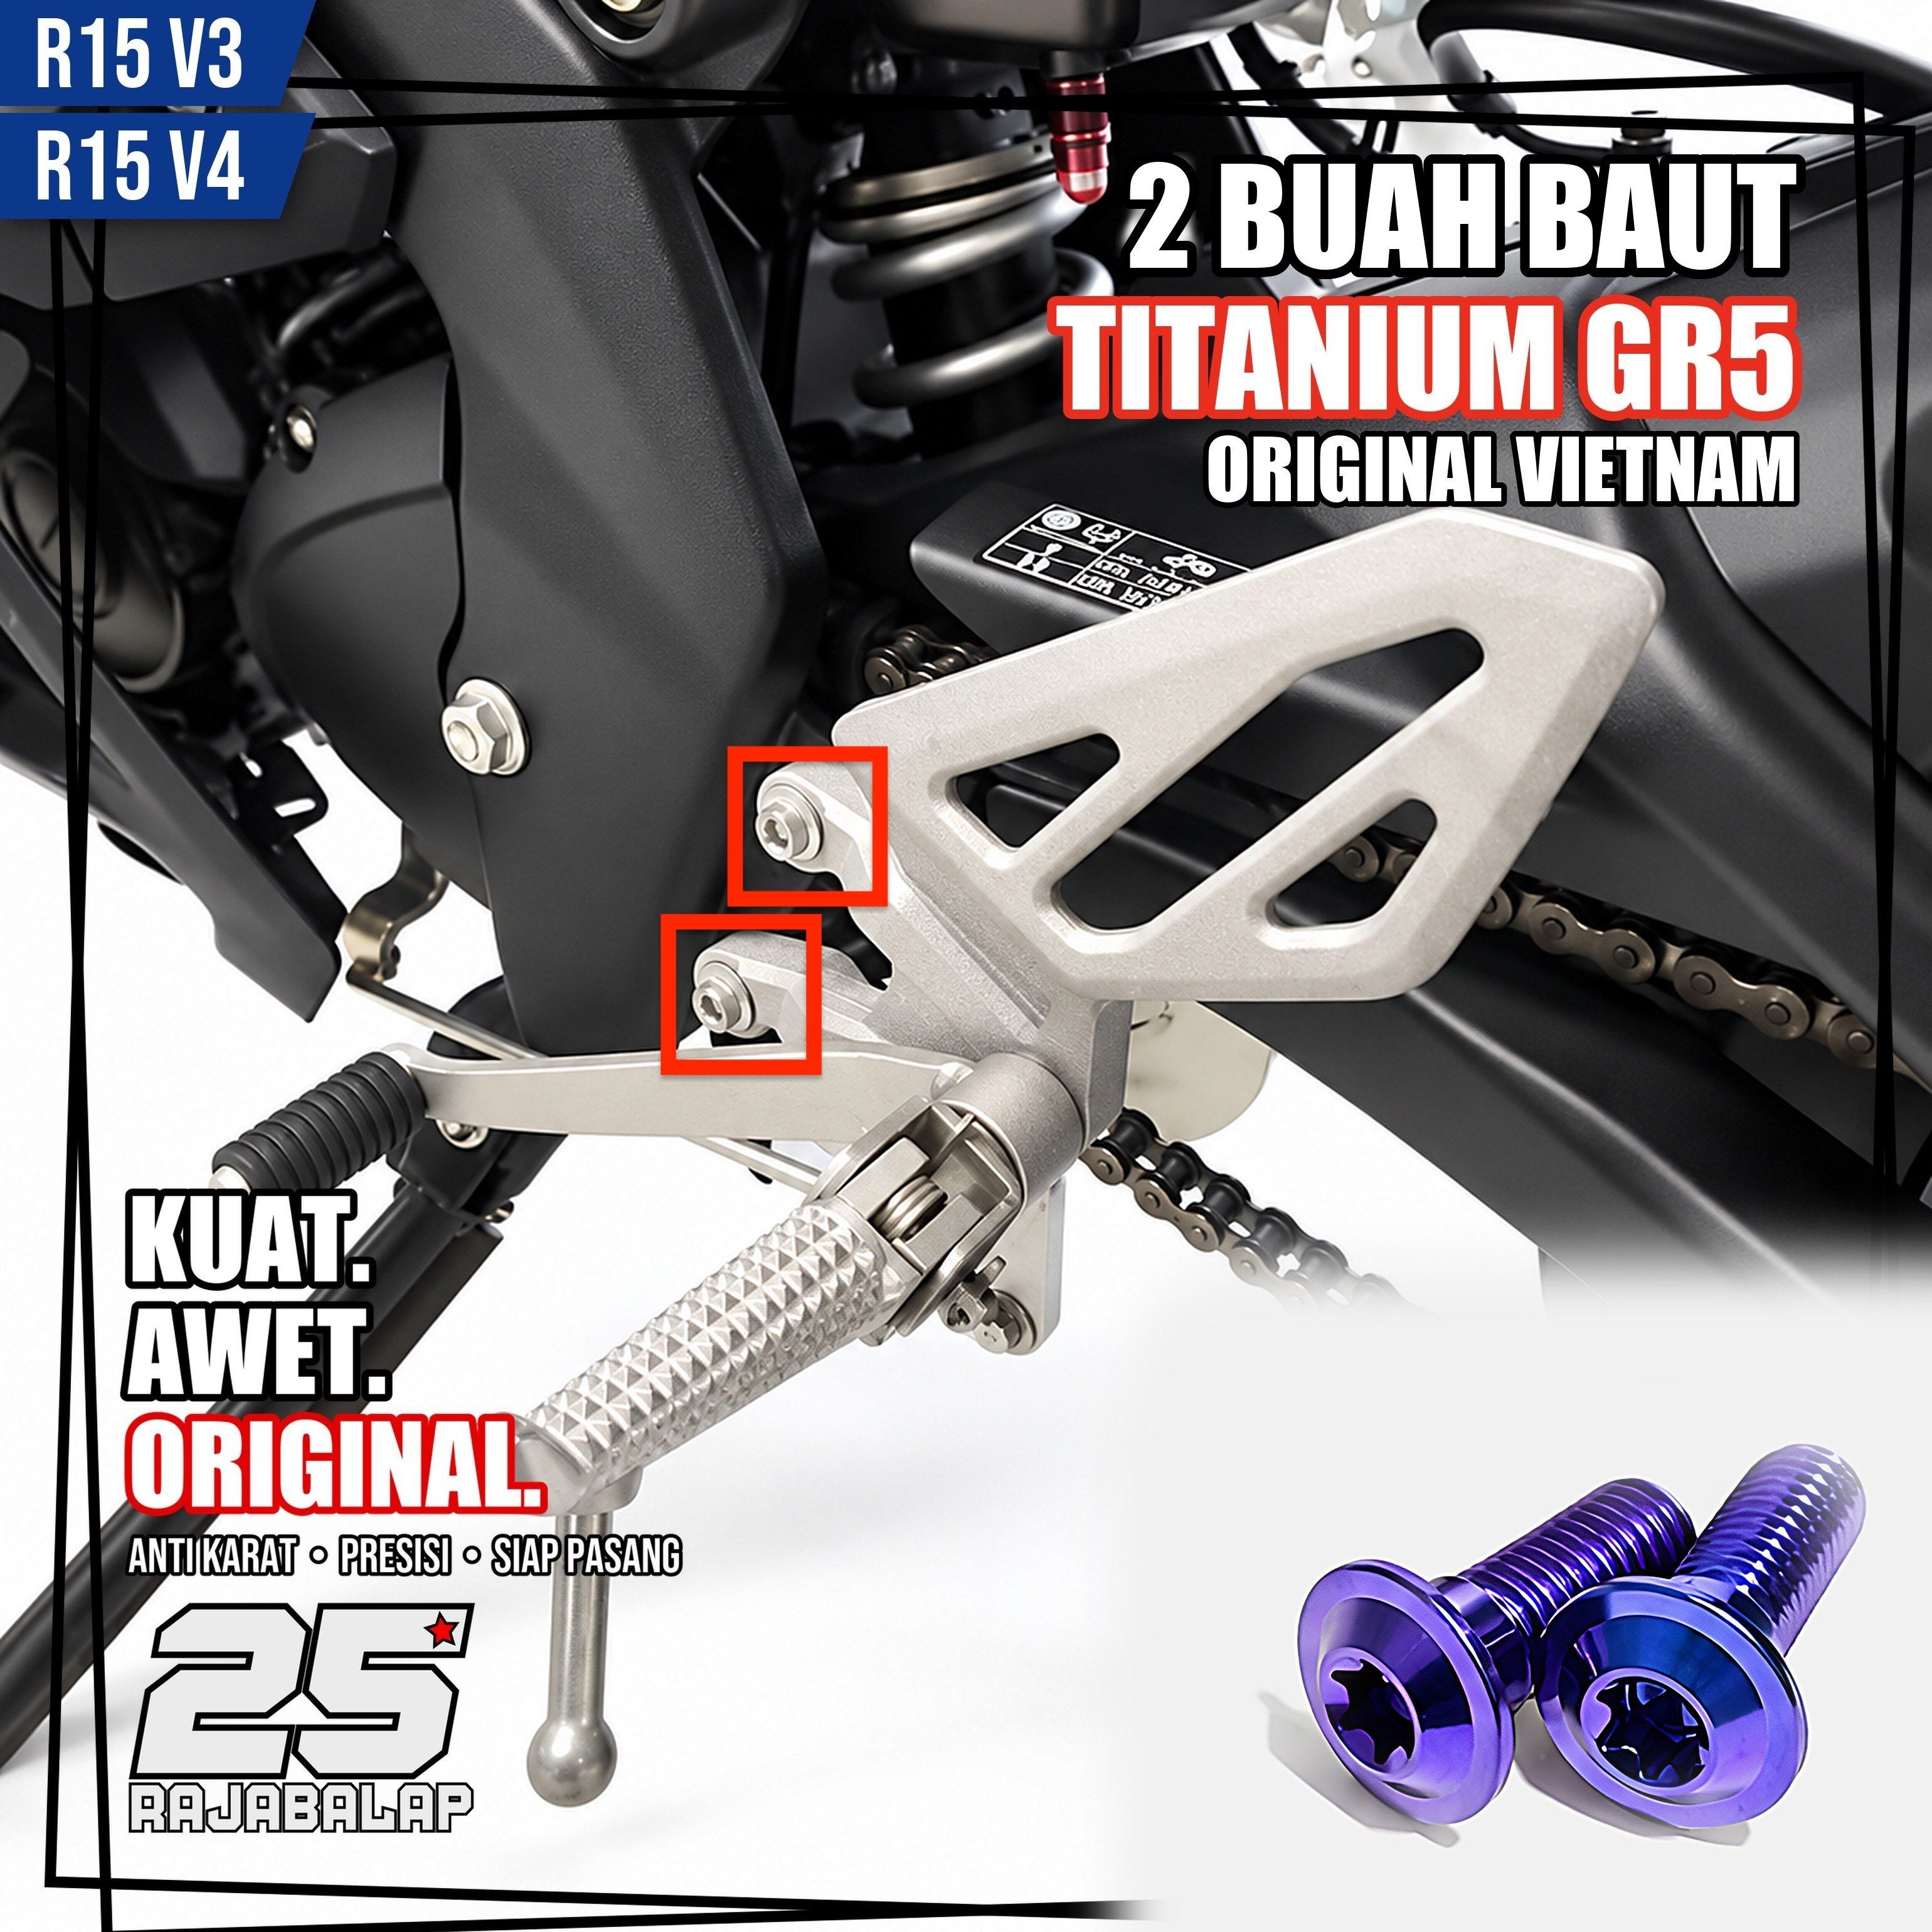 R15 V3
R15 V4
2 BUAH BAUT
TITANIUM GR5
ORIGINAL VIETNAM
KUAT.
AWET.
ORIGINAL.
ANTI KARAT • PRESISI • SIAP PASANG
25
RAJABALAP